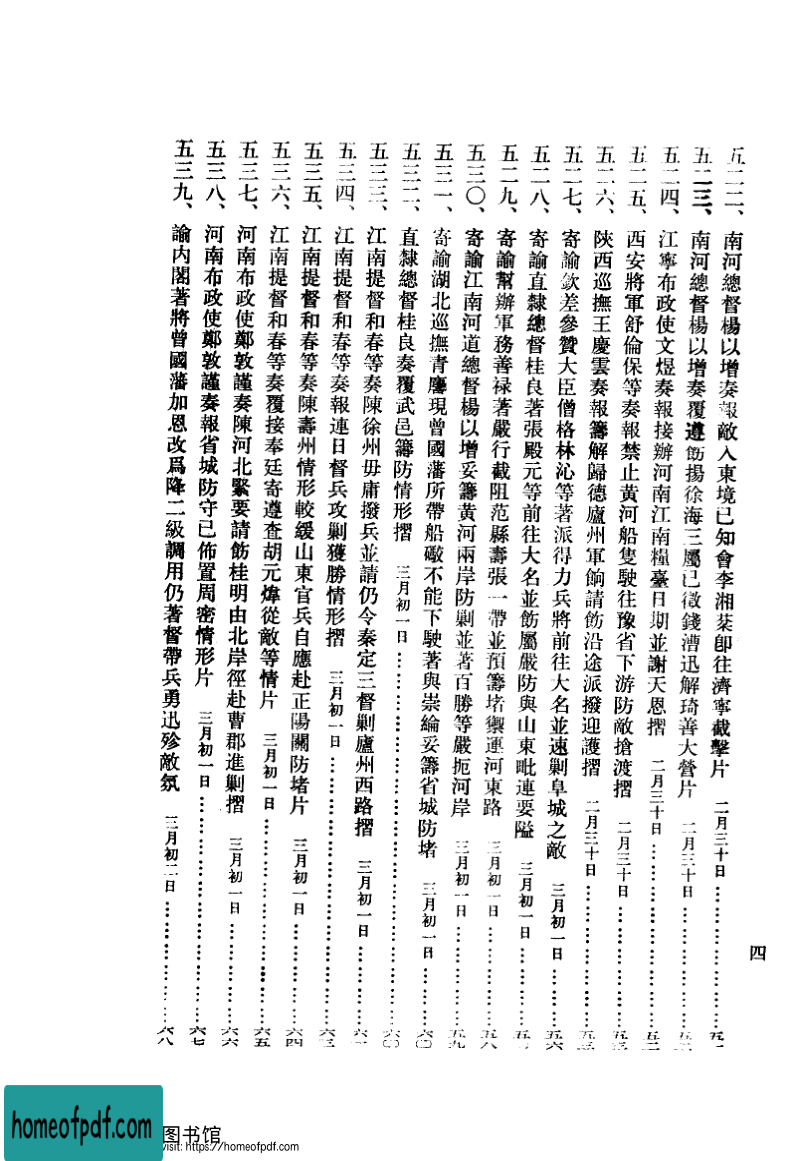 五二二、南河總督楊以增奏報敵入東境已知會李湘棻卽往濟寧截擊片 二月三十日
五二三、南河總督楊以增奏覆遵飭揚徐海三屬已徵錢漕迅解琦善大營片 二月三十日
五二四、江寧布政使文煜奏報接辦河南江南糧臺日期並謝天恩摺 二月三十日
五二五、西安將軍舒倫保等奏報禁止黃河船隻駛往豫省下游防敵搶渡摺 二月三十日
五二六、陝西巡撫王慶雲奏報籌解歸德廬州軍餉請飭沿途派撥迎護摺 二月三十日
五二七、寄諭欽差參贊大臣僧格林沁等著派得力兵將前往大名並速剿阜城之敵 三月初一日 五六
五二八、寄諭直隸總督桂良著張殿元等前往大名並飭屬嚴防與山東毗連要隘 三月初一日
五二九、寄諭幫辦軍務善祿著嚴行截阻范縣壽張一帶並預籌堵禦運河東路 三月初一日 五八
五三〇、寄諭江南河道總督楊以增妥籌黃河兩岸防剿並著百勝等嚴扼河岸 三月初一日 五九
五三一、寄諭湖北巡撫青麐現曾國藩所帶船礮不能下駛著與崇綸妥籌省城防堵 三月初一日 六〇
五三二、直隸總督桂良奏覆武邑籌防情形摺 三月初一日 六〇
五三三、江南提督和春等奏陳徐州毋庸撥兵並請仍令秦定三督剿廬州西路摺 三月初一日
五三四、江南提督和春等奏報連日督兵攻剿獲勝情形摺 三月初一日
五三五、江南提督和春等奏陳壽州情形較緩山東官兵自應赴正陽關防堵片 三月初一日 六四
五三六、江南提督和春等奏覆接奉廷寄遵查胡元煒從敵等情片 三月初一日 六五
五三七、河南布政使鄭敦謹奏陳河北緊要請飭桂明由北岸徑赴曹郡進剿摺 三月初一日 六六
五三八、河南布政使鄭敦謹奏報省城防守已佈置周密情形片 三月初一日 六七
五三九、諭內閣著將曾國藩加恩改爲降二級調用仍著督帶兵勇迅殄敵氛 三月初二日 六八
四
homeofpdf.com
图书馆
visit: https://homeofpdf.com